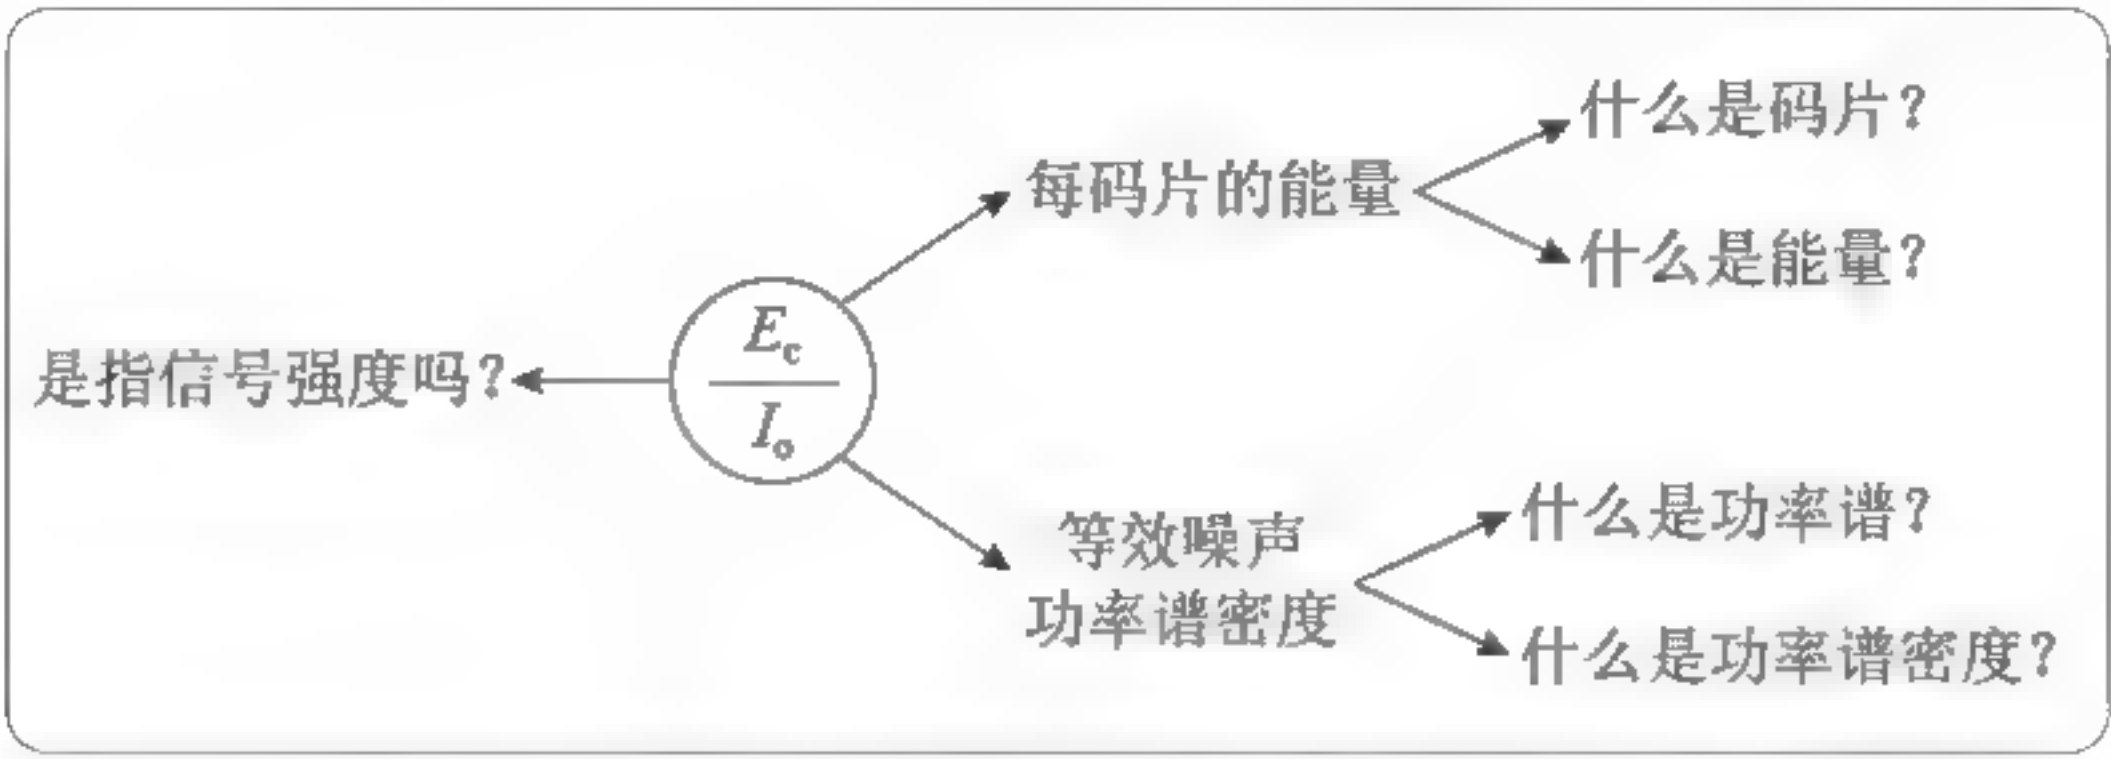 什么是码片？
每码片的能量
什么是能量？
E_c
是指信号强度吗？
I_o
什么是功率谱？
等效噪声
功率谱密度
什么是功率谱密度？